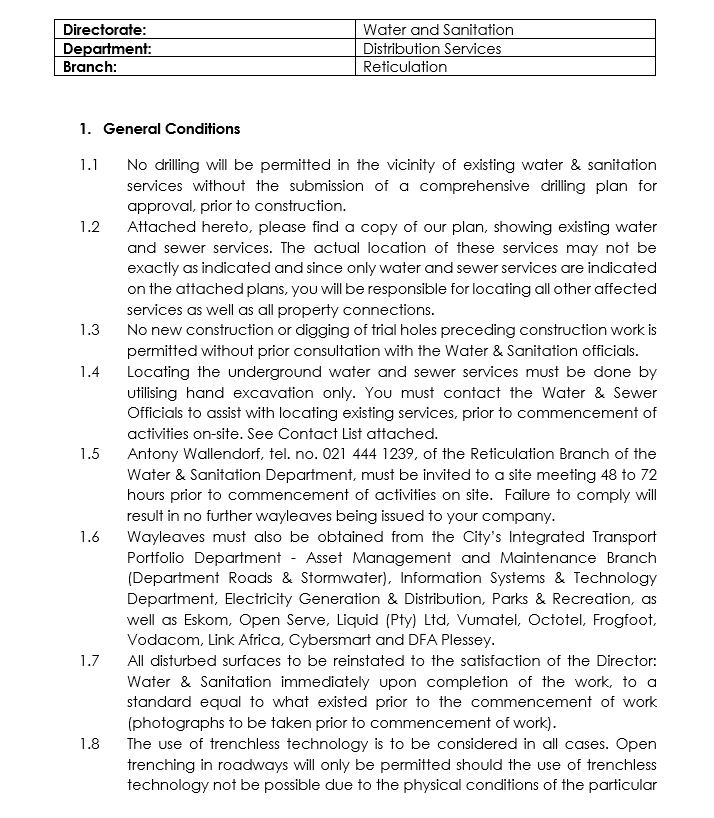 Directorate: Water and Sanitation
Department: Distribution Services
Branch: Reticulation
1. General Conditions
1.1 No drilling will be permitted in the vicinity of existing water & sanitation
services without the submission of a comprehensive drilling plan for
approval, prior to construction.
1.2 Attached hereto, please find a copy of our plan, showing existing water
and sewer services. The actual location of these services may not be
exactly as indicated and since only water and sewer services are indicated
on the attached plans, you will be responsible for locating all other affected
services as well as all property connections.
1.3 No new construction or digging of trial holes preceding construction work is
permitted without prior consultation with the Water & Sanitation officials.
1.4 Locating the underground water and sewer services must be done by
utilising hand excavation only. You must contact the Water & Sewer
Officials to assist with locating existing services, prior to commencement of
activities on-site. See Contact List attached.
1.5 Antony Wallendorf, tel. no. 021 444 1239, of the Reticulation Branch of the
Water & Sanitation Department, must be invited to a site meeting 48 to 72
hours prior to commencement of activities on site. Failure to comply will
result in no further wayleaves being issued to your company.
1.6 Wayleaves must also be obtained from the City's Integrated Transport
Portfolio Department - Asset Management and Maintenance Branch
(Department Roads & Stormwater), Information Systems & Technology
Department, Electricity Generation & Distribution, Parks & Recreation, as
well as Eskom, Open Serve, Liquid (Pty) Ltd, Vumatel, Octotel, Frogfoot,
Vodacom, Link Africa, Cybersmart and DFA Plessey.
1.7 All disturbed surfaces to be reinstated to the satisfaction of the Director:
Water & Sanitation immediately upon completion of the work, to a
standard equal to what existed prior to the commencement of work
(photographs to be taken prior to commencement of work).
1.8 The use of trenchless technology is to be considered in all cases. Open
trenching in roadways will only be permitted should the use of trenchless
technology not be possible due to the physical conditions of the particular